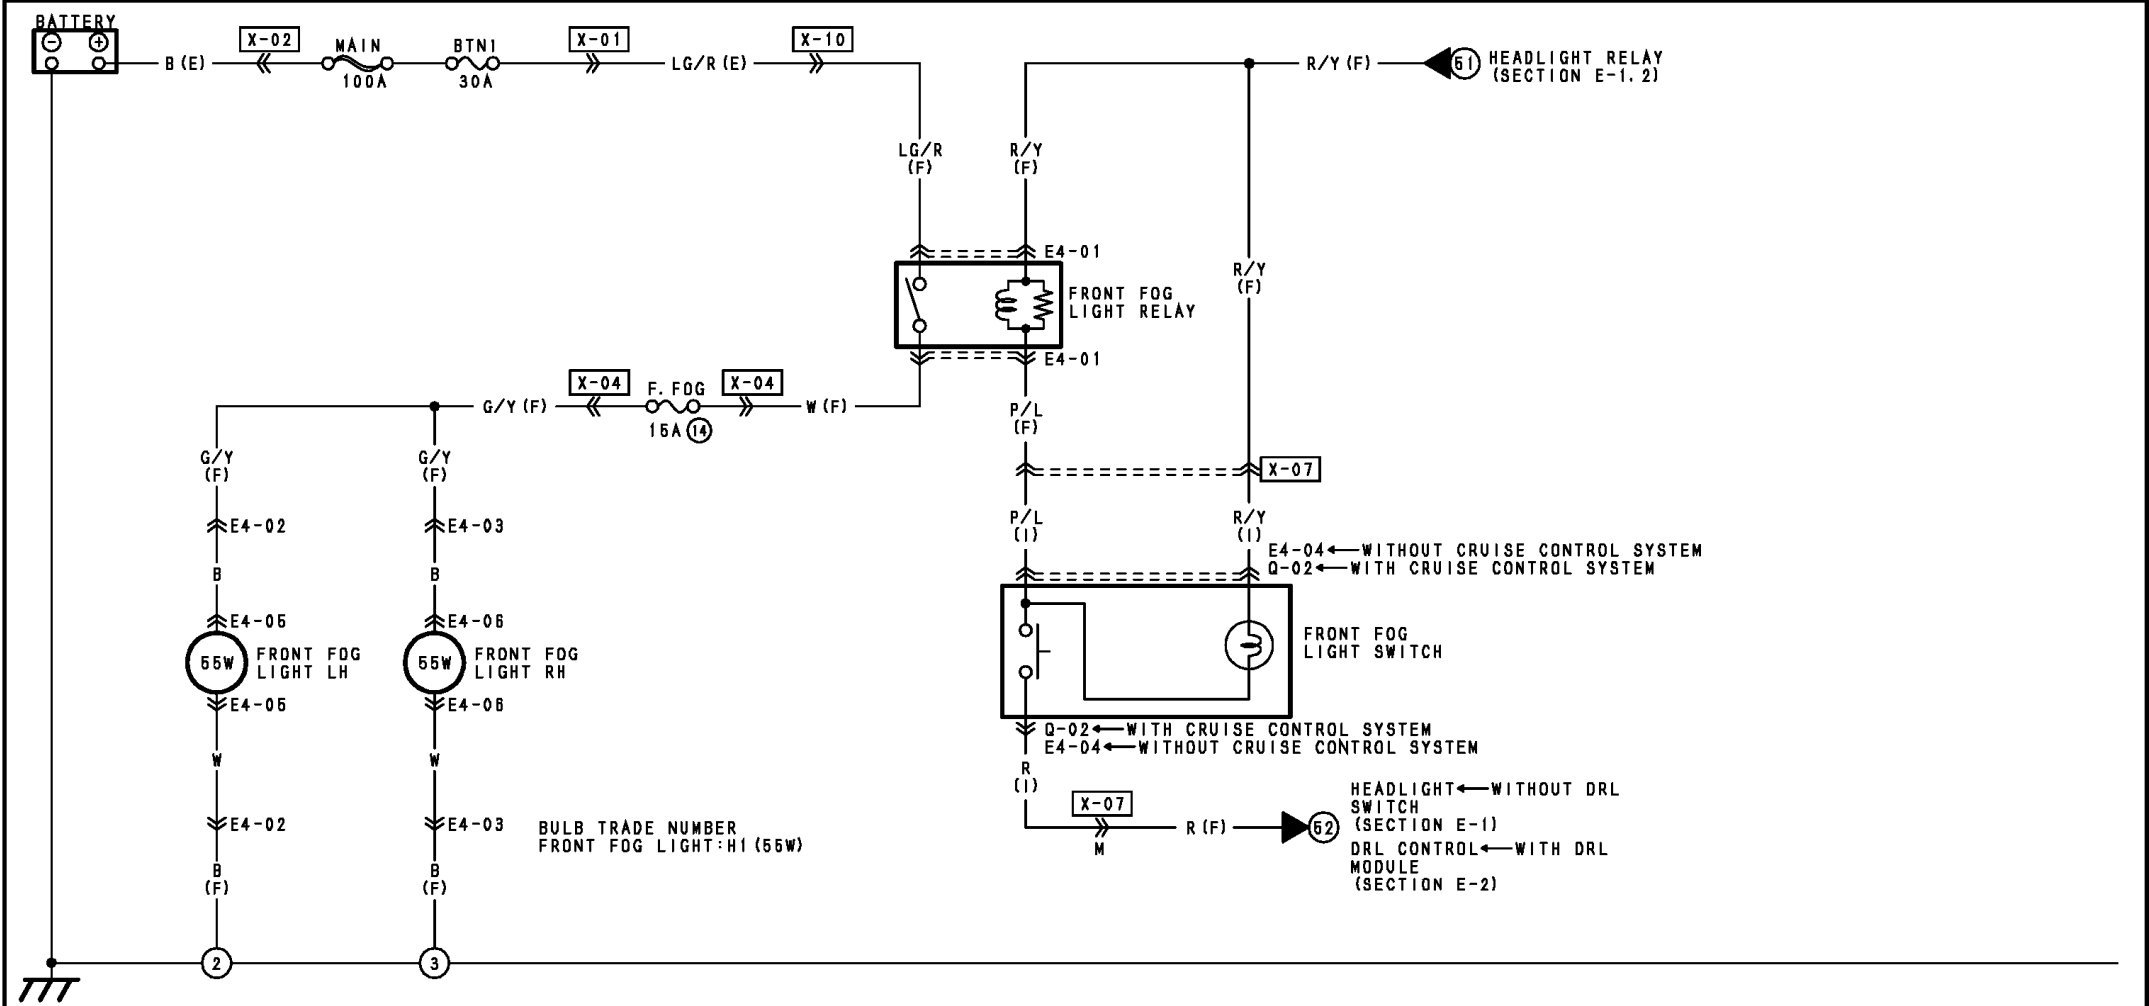 BATTERY
- +
B (E)
X-02
MAIN
100A
BTN1
30A
X-01
LG/R (E)
X-10
R/Y (F)
51
HEADLIGHT RELAY
(SECTION E-1.2)
LG/R
(F)
R/Y
(F)
E4-01
R/Y
(F)
FRONT FOG
LIGHT RELAY
E4-01
G/Y (F)
X-04
F.FOG
15A 14
X-04
W (F)
P/L
(F)
G/Y
(F)
G/Y
(F)
X-07
E4-02
E4-03
P/L
(I)
R/Y
(I)
E4-04←WITHOUT CRUISE CONTROL SYSTEM
Q-02←WITH CRUISE CONTROL SYSTEM
B
B
E4-05
E4-06
55W
FRONT FOG
LIGHT LH
55W
FRONT FOG
LIGHT RH
FRONT FOG
LIGHT SWITCH
E4-05
E4-06
Q-02←WITH CRUISE CONTROL SYSTEM
E4-04←WITHOUT CRUISE CONTROL SYSTEM
W
W
R
(I)
X-07
M
R (F)
52
HEADLIGHT←WITHOUT DRL
SWITCH
(SECTION E-1)
DRL CONTROL←WITH DRL
MODULE
(SECTION E-2)
E4-02
E4-03
BULB TRADE NUMBER
FRONT FOG LIGHT:H1 (55W)
B
(F)
B
(F)
2
3